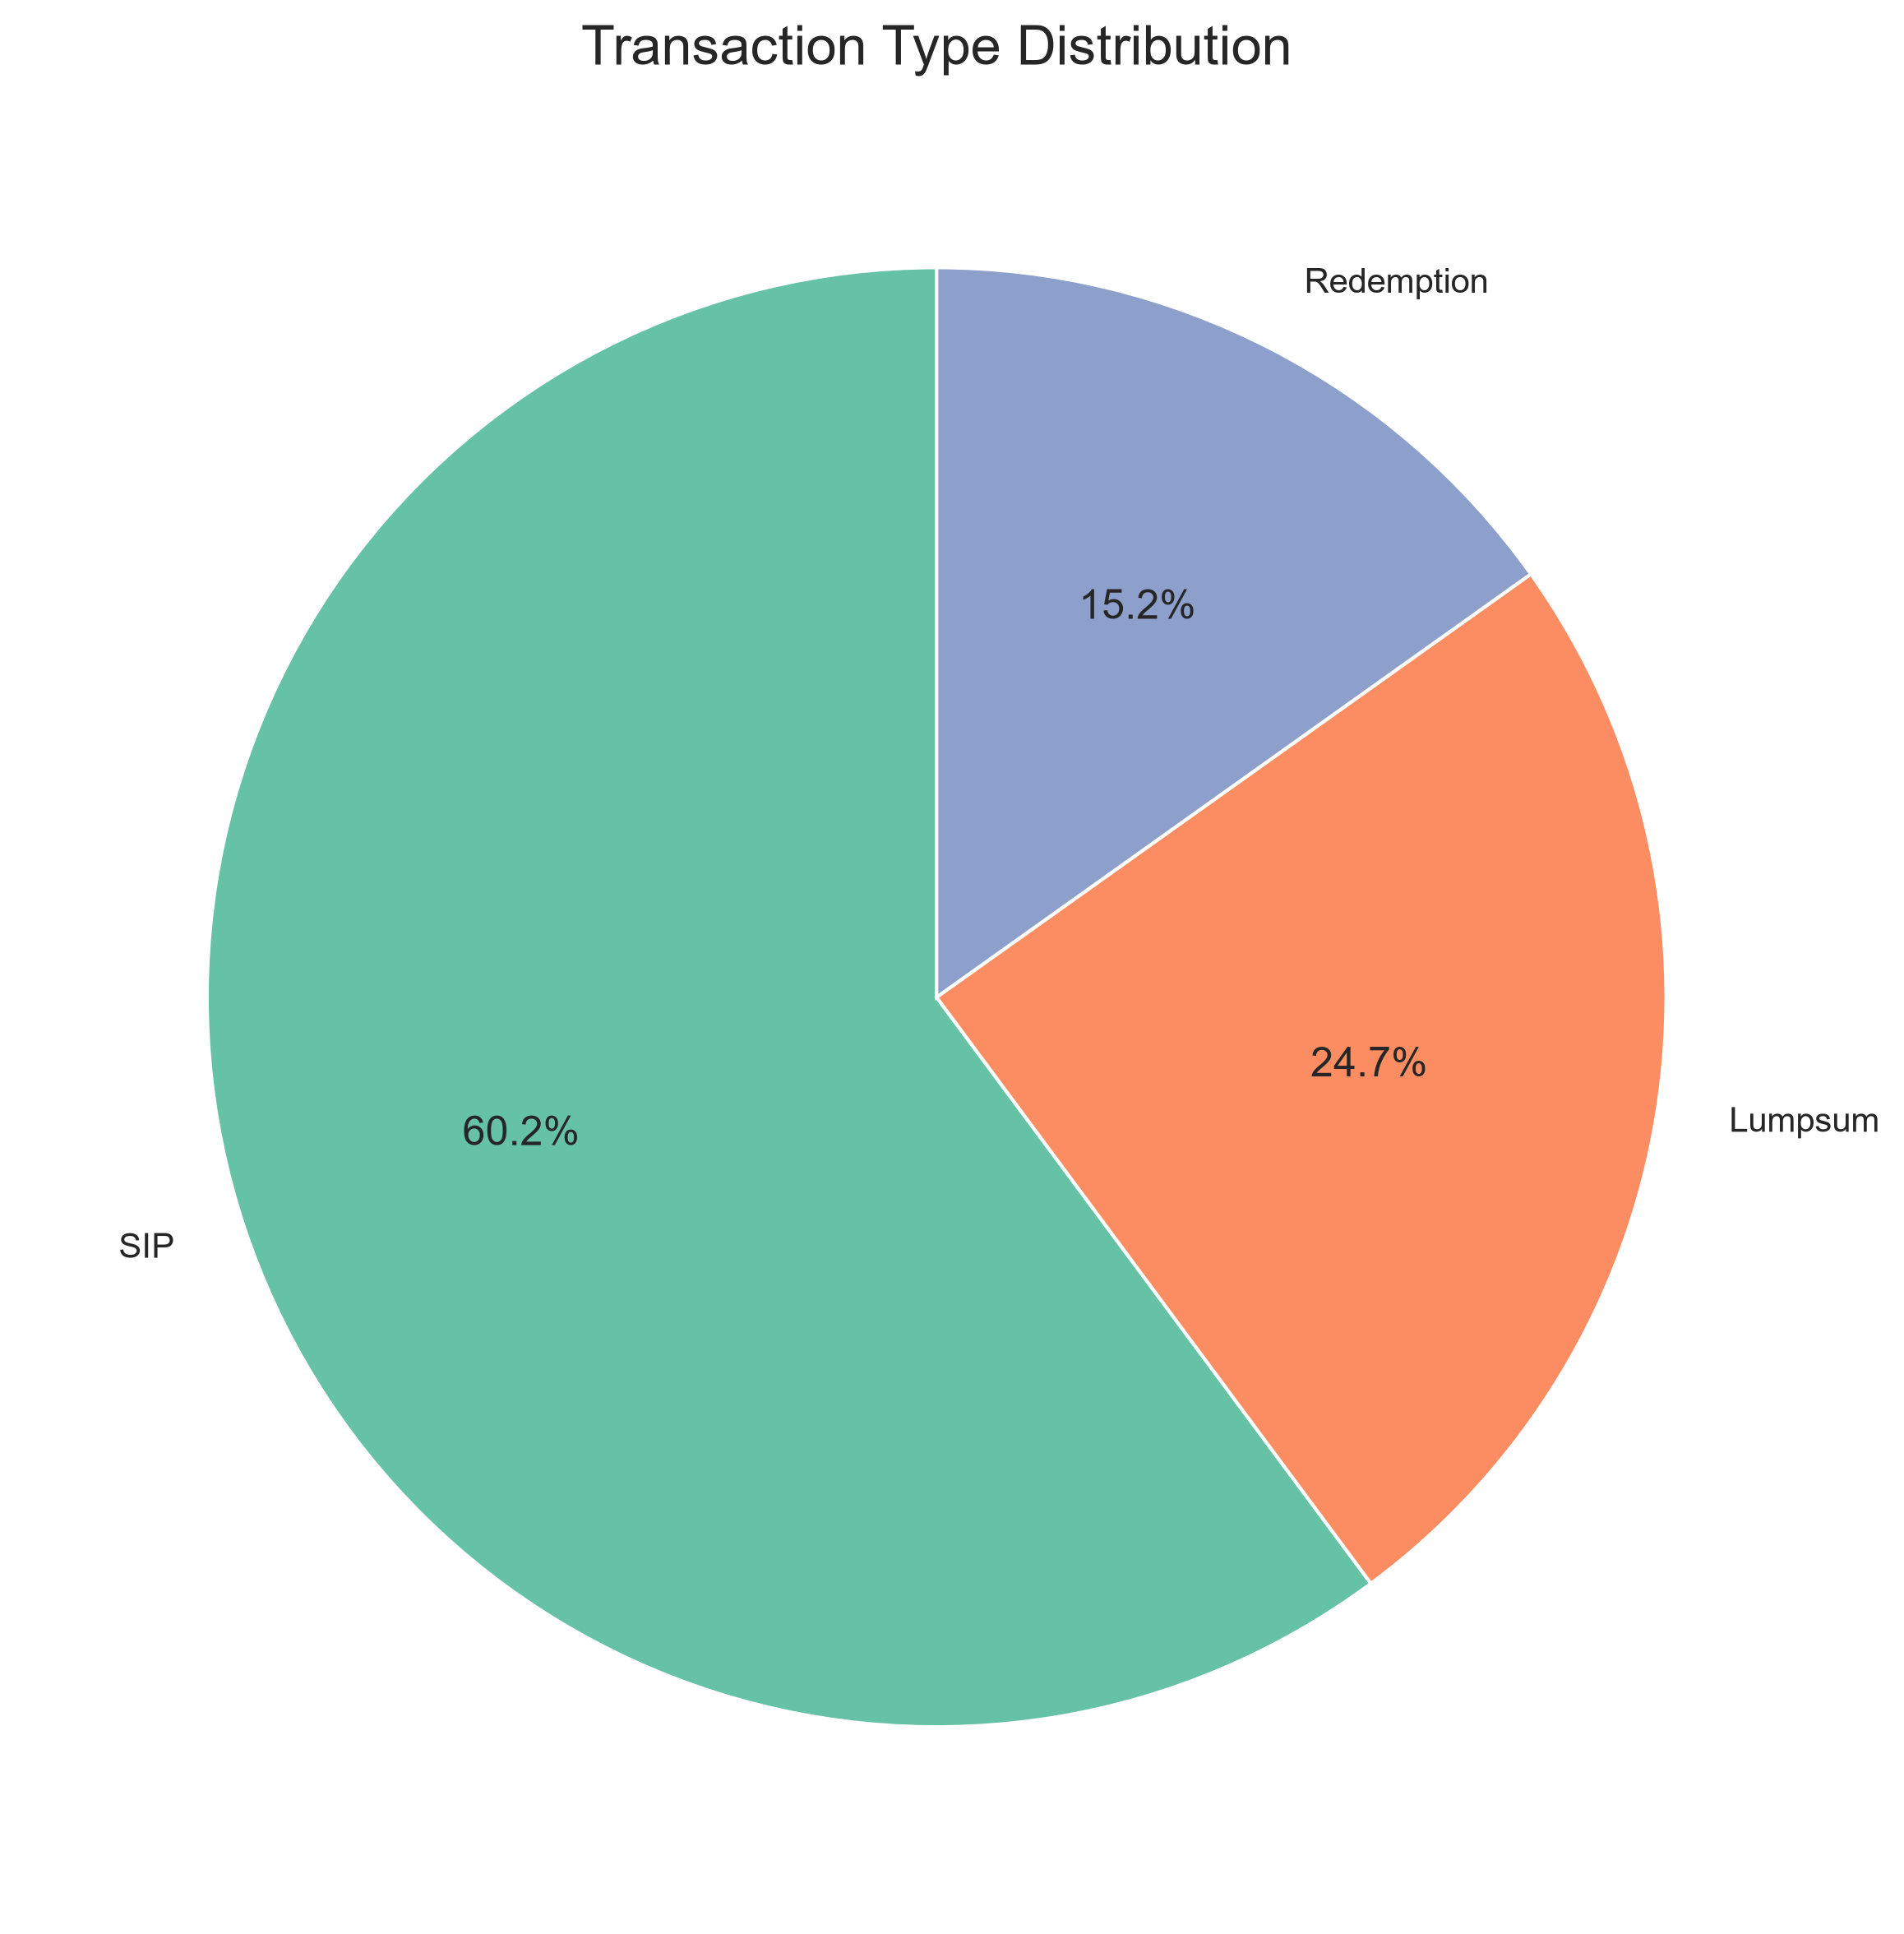 Transaction Type Distribution
Redemption
15.2%
24.7%
Lumpsum
60.2%
SIP